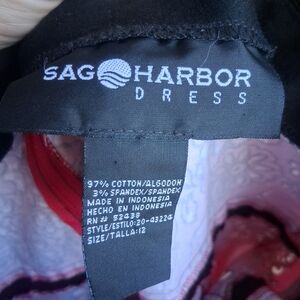 SAG HARBOR
DRESS
97% COTTON/ALGODON
3% SPANDEX/SPANDEX
MADE IN INDONESIA
HECHO EN INDONESIA
RN# 52438
STYLE/ESTILO:20-43224
SIZE/TALLA:12